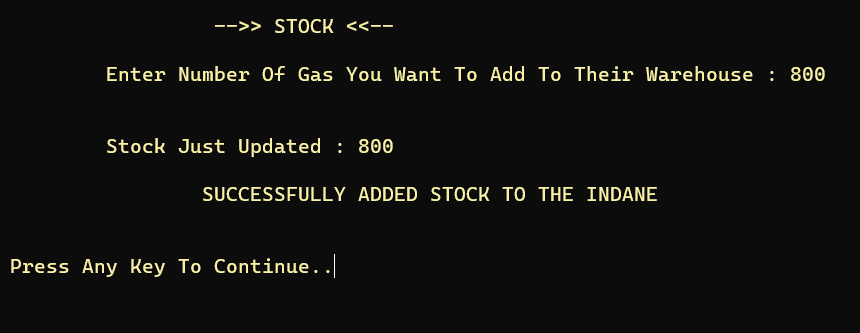 -->> STOCK <<--
Enter Number Of Gas You Want To Add To Their Warehouse : 800
Stock Just Updated : 800
SUCCESSFULLY ADDED STOCK TO THE INDANE
Press Any Key To Continue..